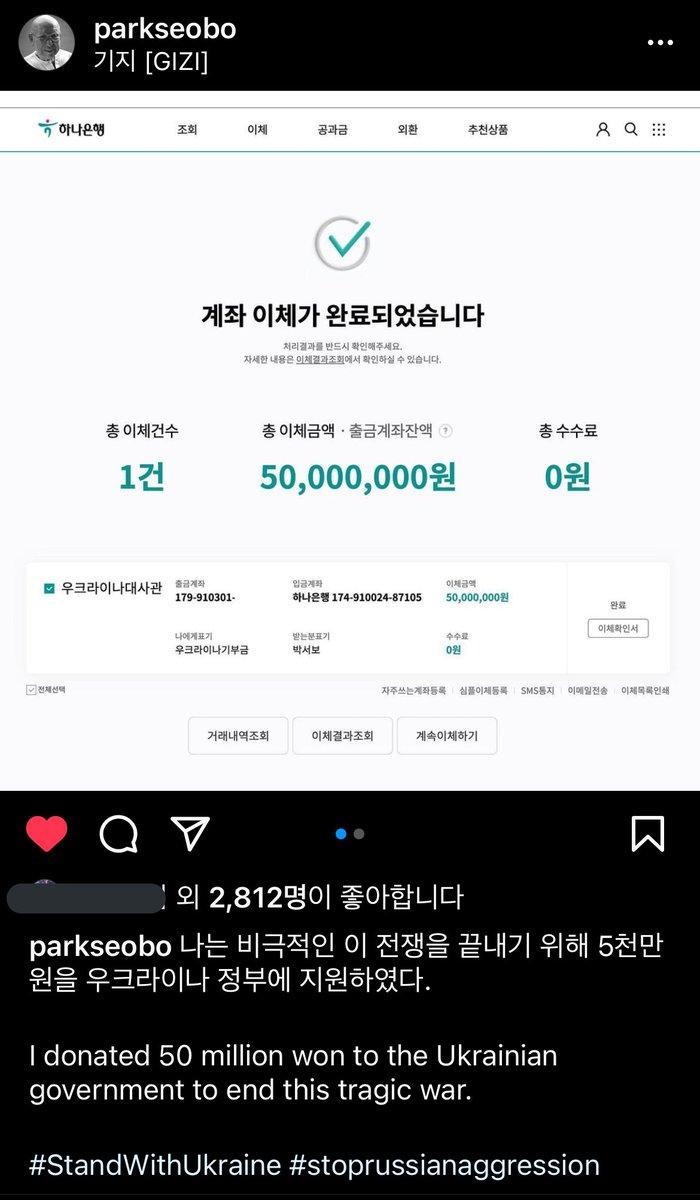 parkseobo
기지 [GIZI]
하나은행 조회 이체 공과금 외환 추천상품
계좌 이체가 완료되었습니다
처리결과를 반드시 확인해주세요.
자세한 내용은 이체결과조회에서 확인하실 수 있습니다.
총 이체건수 총 이체금액 · 출금계좌잔액 ? 총 수수료
1건 50,000,000원 0원
우크라이나대사관 출금계좌 입금계좌 이체금액
179-910301- 하나은행 174-910024-87105 50,000,000원
완료
이체확인서
나에게표기 받는분표기 수수료
우크라이나기부금 박서보 0원
전체선택 자주쓰는계좌등록 심플이체등록 SMS통지 이메일전송 이체목록인쇄
거래내역조회 이체결과조회 계속이체하기
외 2,812명이 좋아합니다
parkseobo 나는 비극적인 이 전쟁을 끝내기 위해 5천만
원을 우크라이나 정부에 지원하였다.
I donated 50 million won to the Ukrainian
government to end this tragic war.
#StandWithUkraine #stoprussianaggression